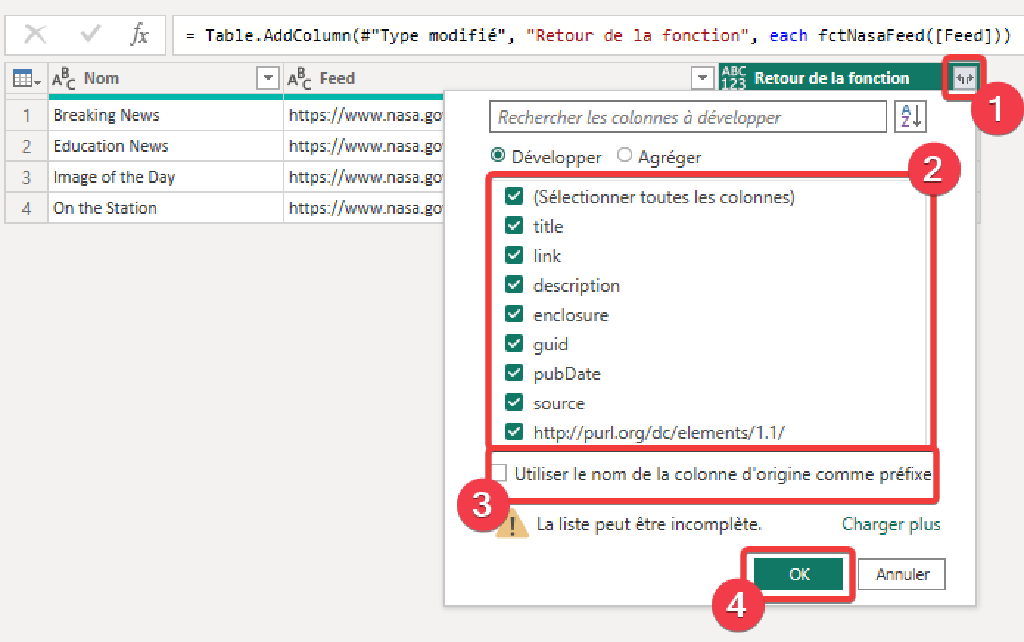 fx = Table.AddColumn(#"Type modifié", "Retour de la fonction", each fctNasaFeed([Feed]))
ABC Nom ABC Feed ABC 123 Retour de la fonction
1
1 Breaking News https://www.nasa.gov
2 Education News https://www.nasa.gov
3 Image of the Day https://www.nasa.gov
4 On the Station https://www.nasa.gov
Rechercher les colonnes à développer AZ
Développer Agréger
2
(Sélectionner toutes les colonnes)
title
link
description
enclosure
guid
pubDate
source
http://purl.org/dc/elements/1.1/
Utiliser le nom de la colonne d'origine comme préfixe
3
La liste peut être incomplète. Charger plus
OK Annuler
4